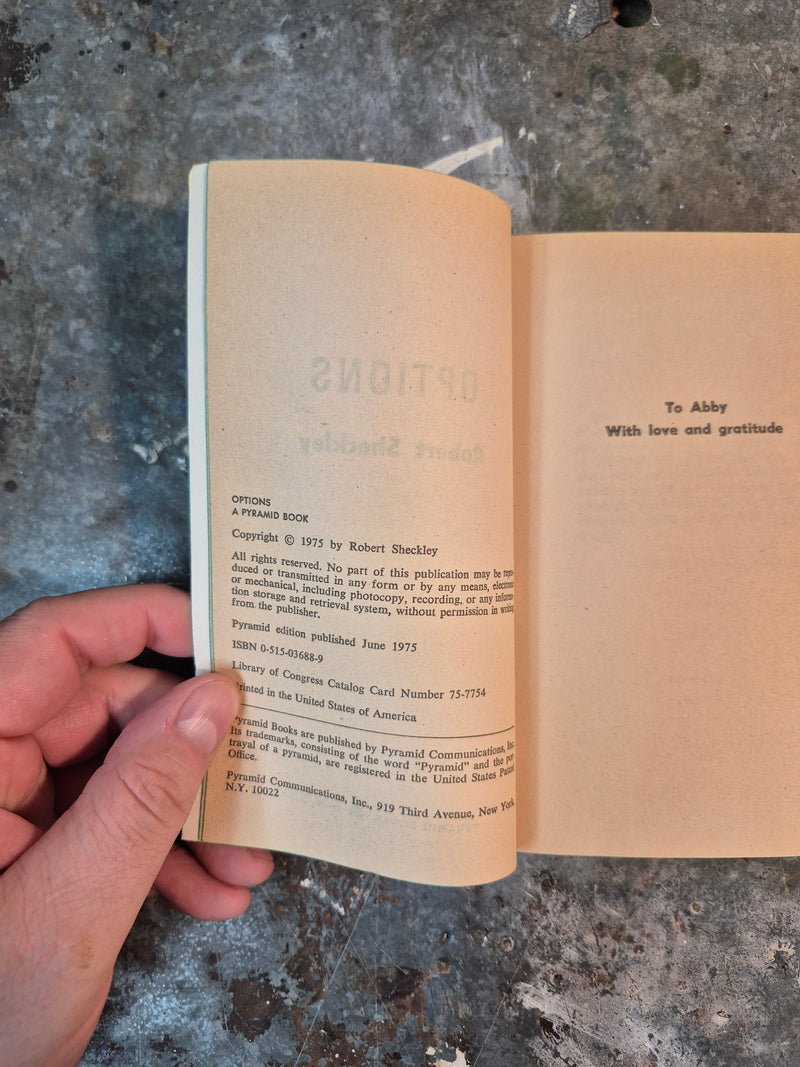 OPTIONS
A PYRAMID BOOK
Copyright © 1975 by Robert Sheckley
All rights reserved. No part of this publication may be repro-
duced or transmitted in any form or by any means, electronic
or mechanical, including photocopy, recording, or any informa-
tion storage and retrieval system, without permission in writing
from the publisher.
Pyramid edition published June 1975
ISBN 0-515-03688-9
Library of Congress Catalog Card Number 75-7754
Printed in the United States of America
Pyramid Books are published by Pyramid Communications, Inc.
Its trademarks, consisting of the word "Pyramid" and the por-
trayal of a pyramid, are registered in the United States Patent
Office.
Pyramid Communications, Inc., 919 Third Avenue, New York,
N.Y. 10022
OPTIONS
Robert Sheckley
To Abby
With love and gratitude